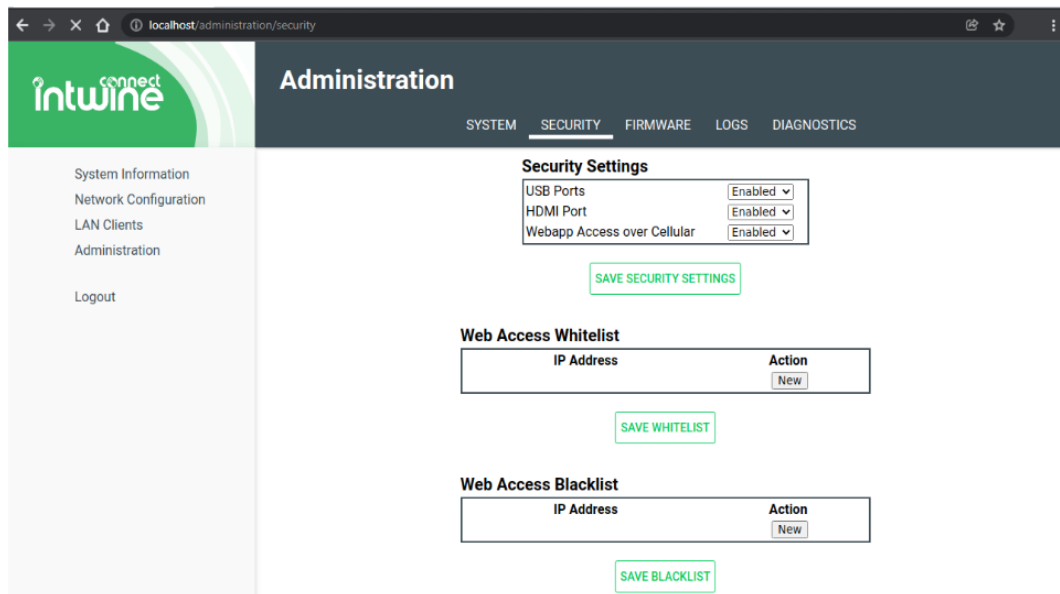 localhost/administration/security
connect
intwine
Administration
SYSTEM SECURITY FIRMWARE LOGS DIAGNOSTICS
System Information
Network Configuration
LAN Clients
Administration
Logout
Security Settings
USB Ports Enabled
HDMI Port Enabled
Webapp Access over Cellular Enabled
SAVE SECURITY SETTINGS
Web Access Whitelist
IP Address Action
New
SAVE WHITELIST
Web Access Blacklist
IP Address Action
New
SAVE BLACKLIST